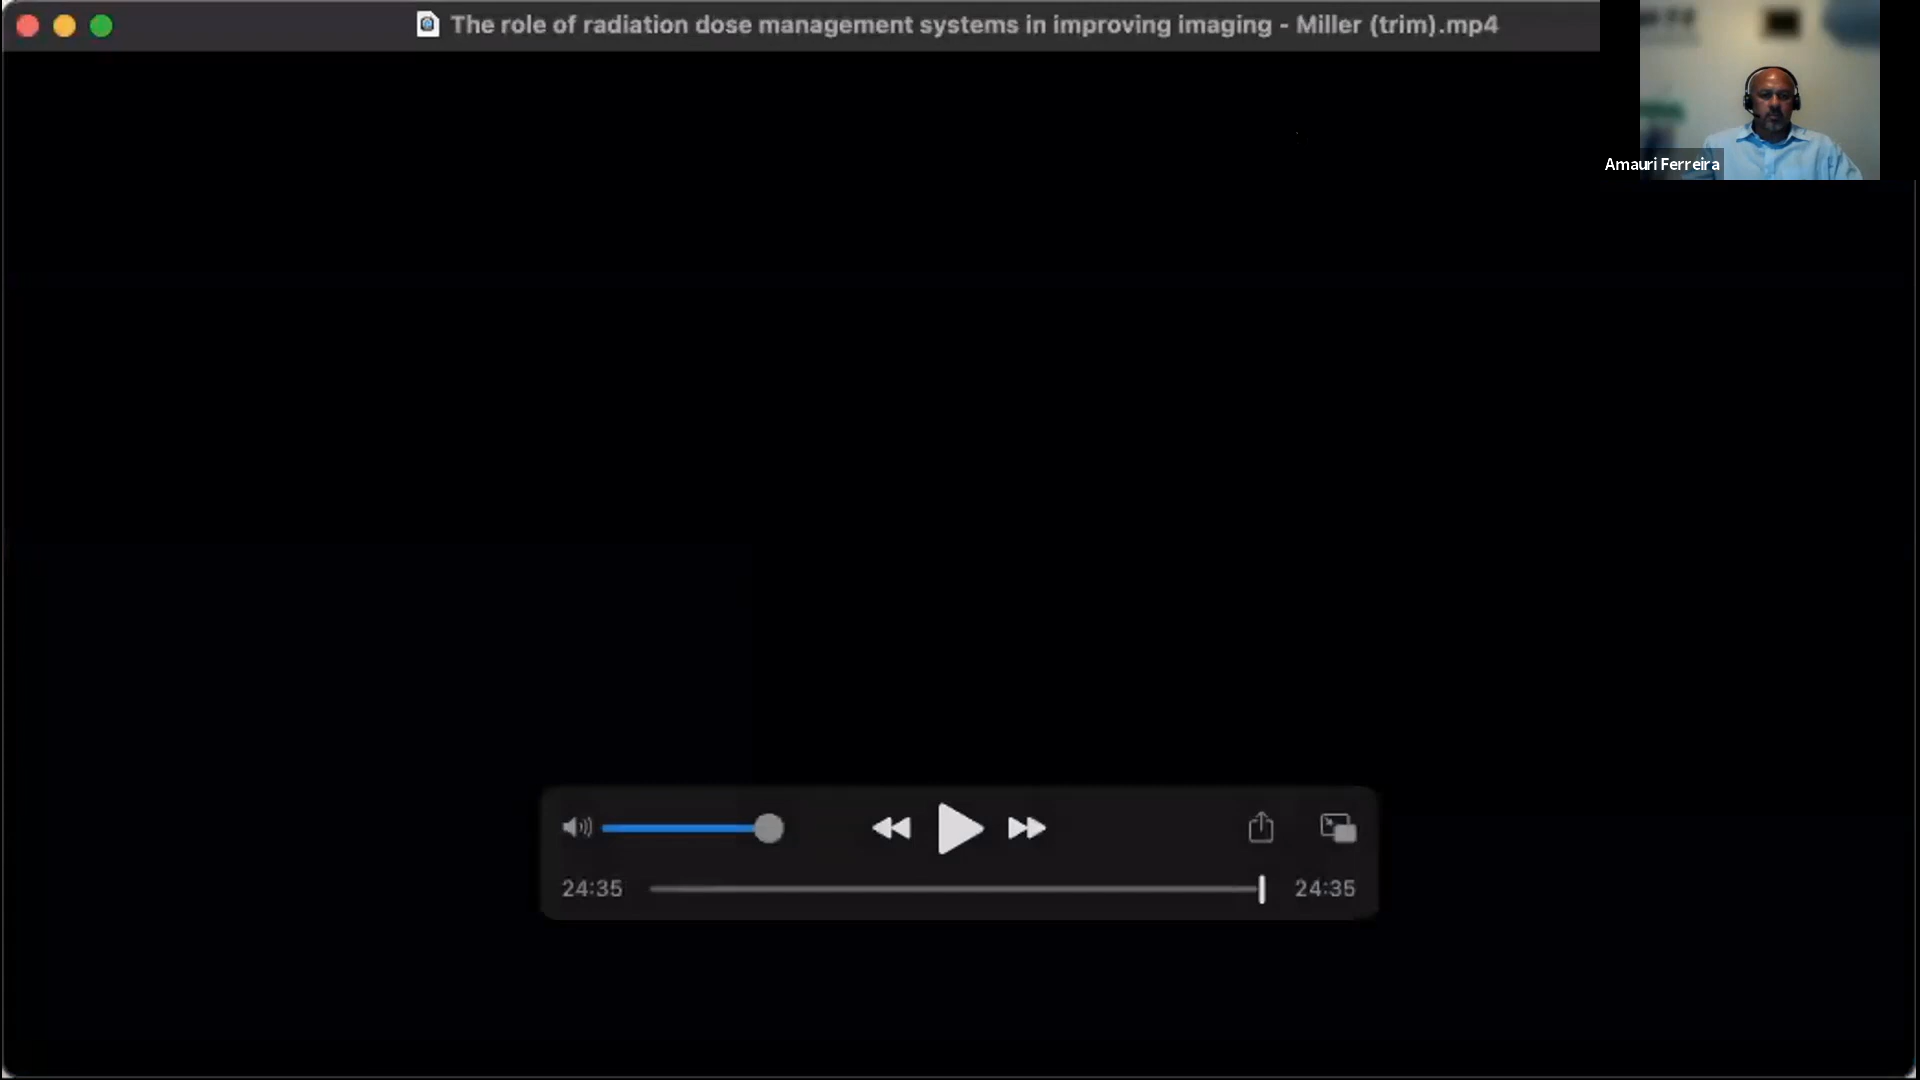 The role of radiation dose management systems in improving imaging - Miller (trim).mp4
Amauri Ferreira
24:35
24:35